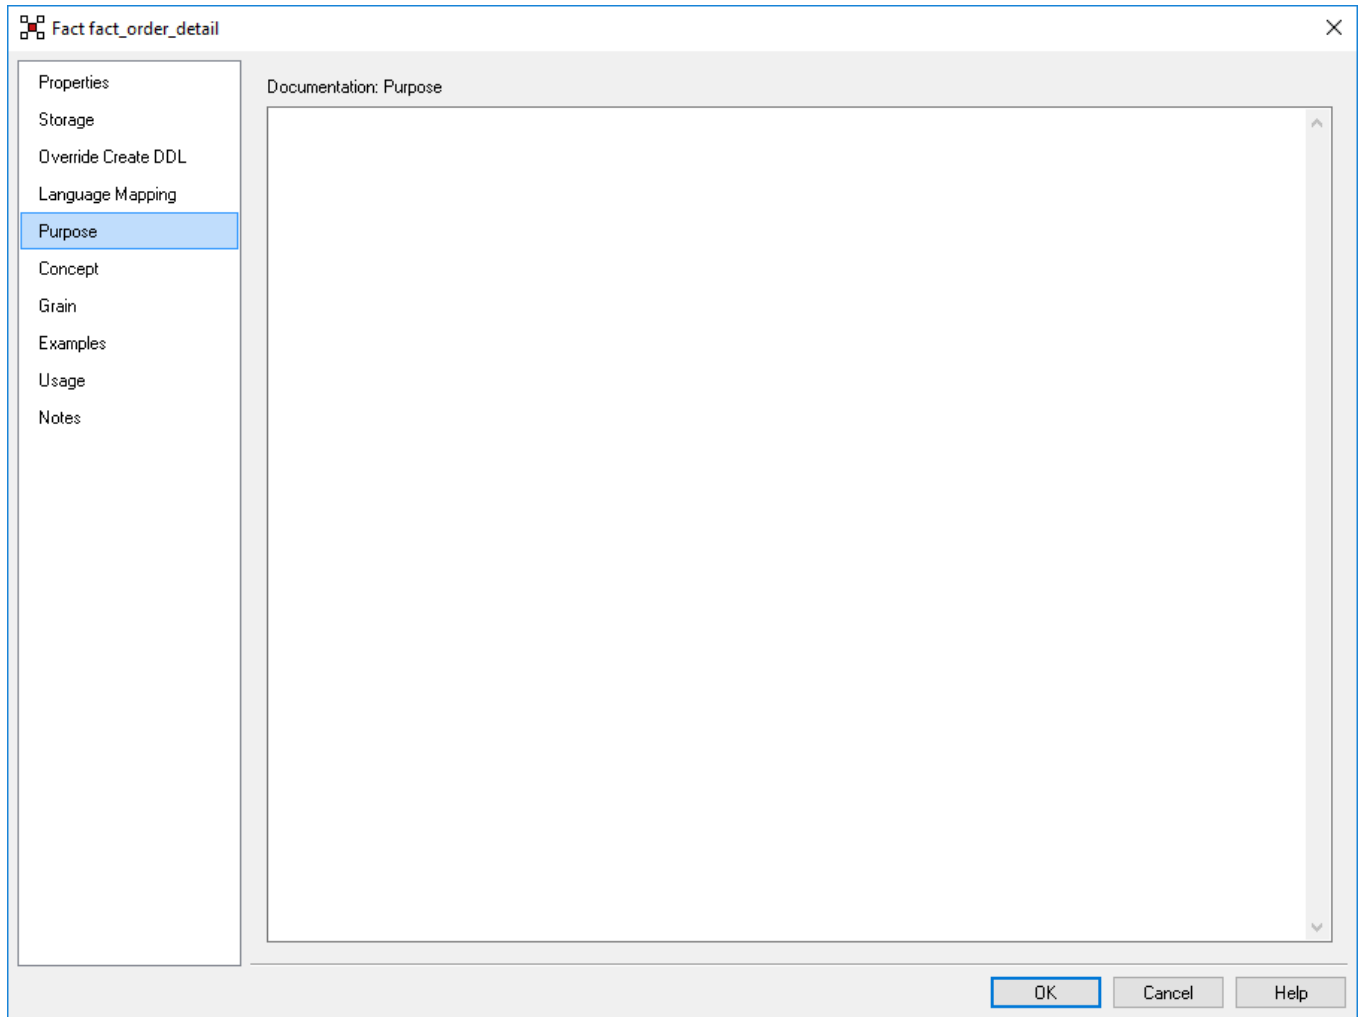 Fact fact_order_detail
Properties
Storage
Override Create DDL
Language Mapping
Purpose
Concept
Grain
Examples
Usage
Notes
Documentation: Purpose
OK
Cancel
Help